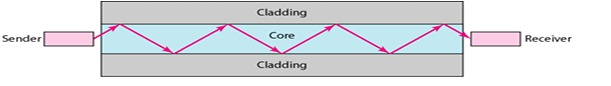 Cladding
Sender
Core
Receiver
Cladding